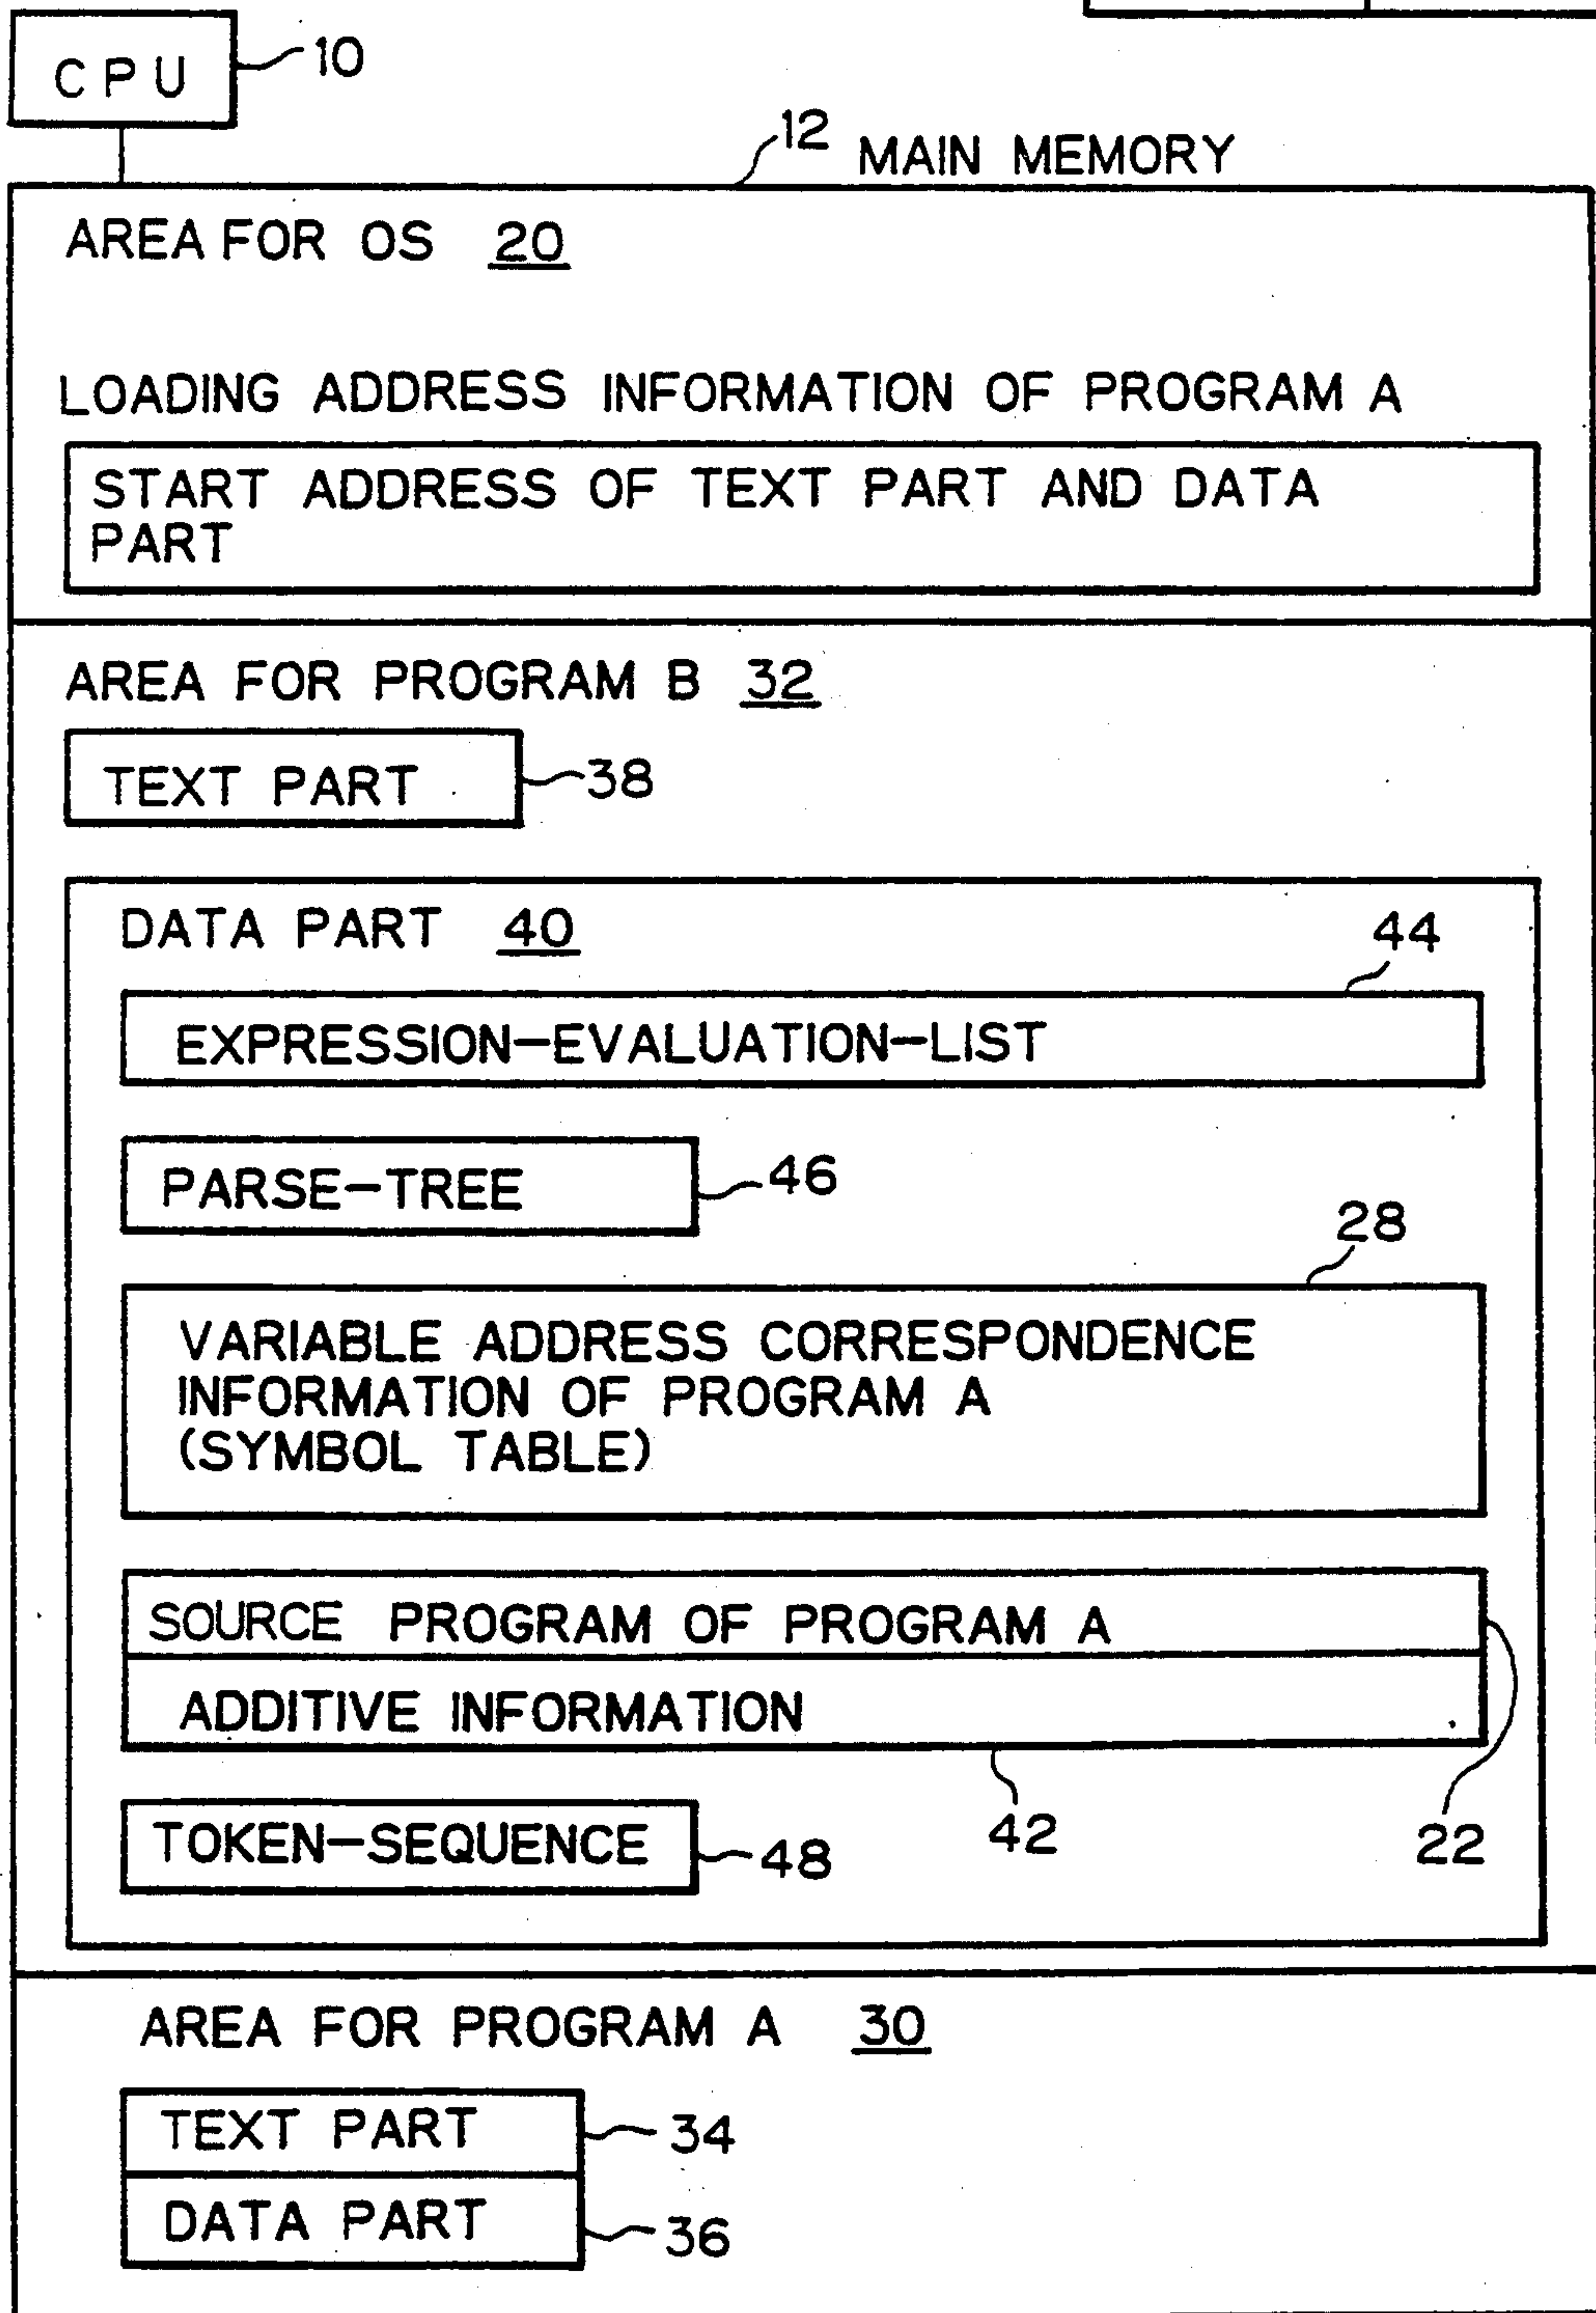 CPU
10
12
MAIN MEMORY
AREA FOR OS 20
LOADING ADDRESS INFORMATION OF PROGRAM A
START ADDRESS OF TEXT PART AND DATA
PART
AREA FOR PROGRAM B 32
TEXT PART
38
DATA PART 40
44
EXPRESSION-EVALUATION-LIST
PARSE-TREE
46
28
VARIABLE ADDRESS CORRESPONDENCE
INFORMATION OF PROGRAM A
(SYMBOL TABLE)
SOURCE PROGRAM OF PROGRAM A
ADDITIVE INFORMATION
42
22
TOKEN-SEQUENCE
48
AREA FOR PROGRAM A 30
TEXT PART
34
DATA PART
36